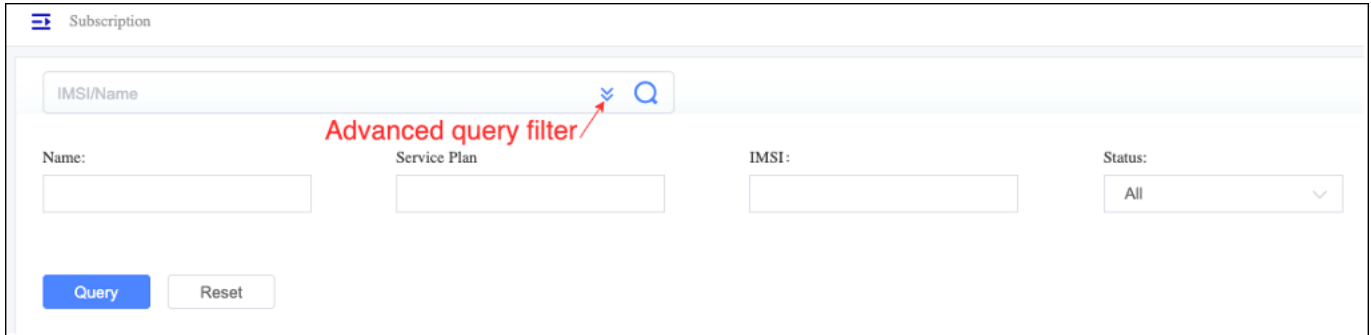 Subscription
IMSI/Name
Advanced query filter
Name: Service Plan IMSI: Status:
All
Query Reset